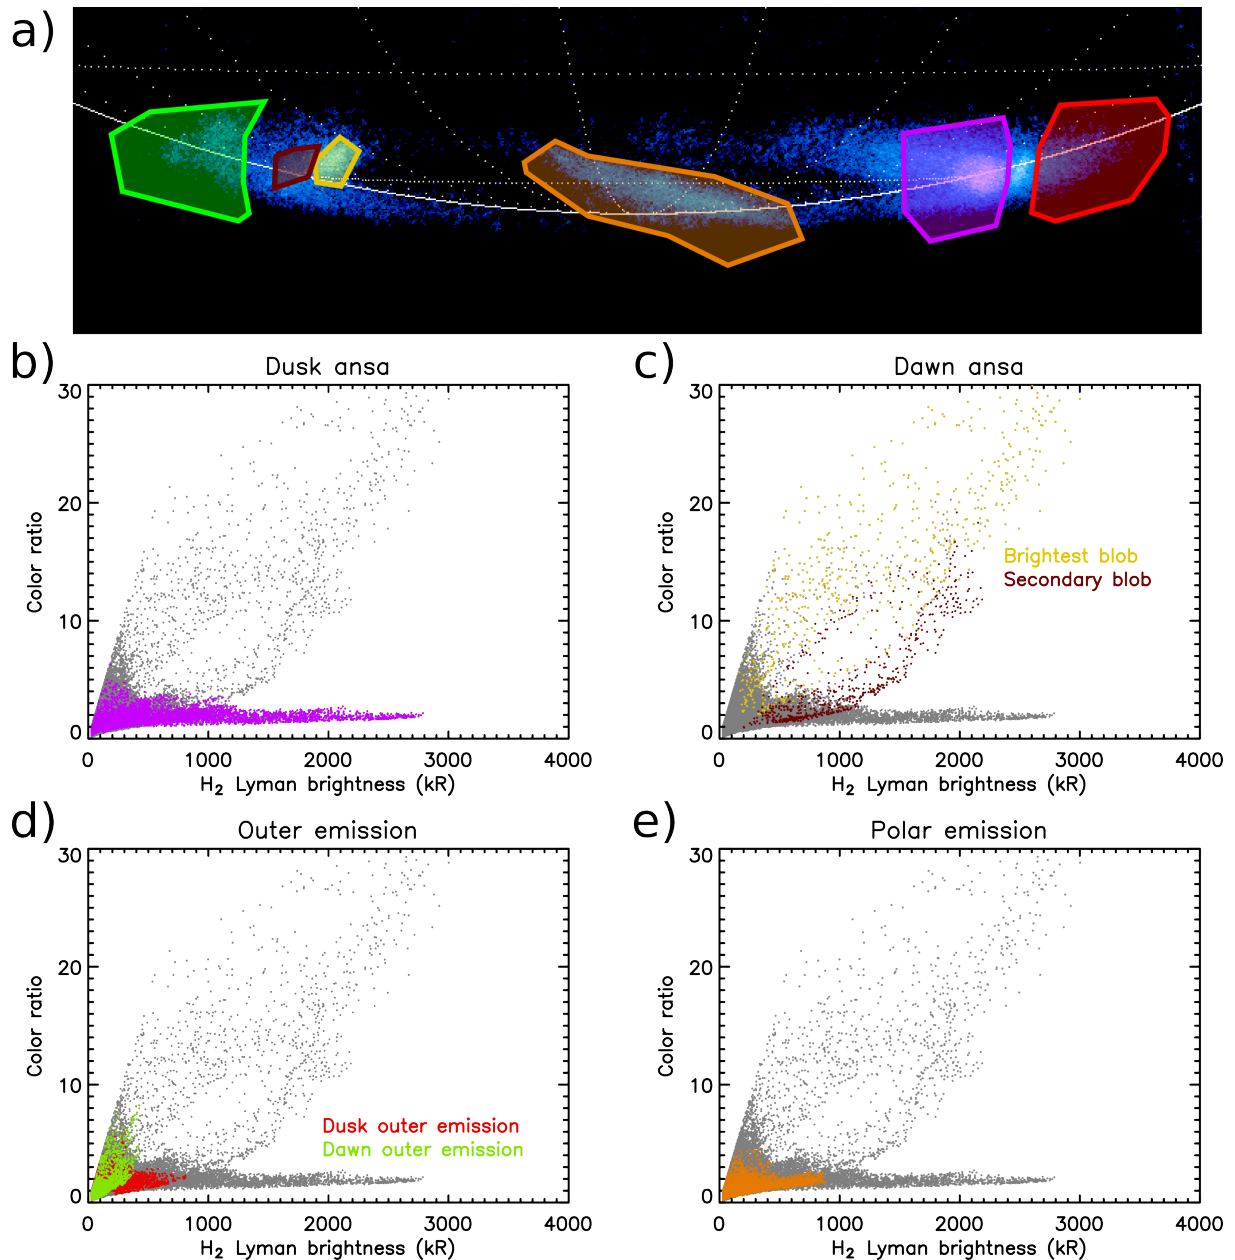 a)
b)
Dusk ansa
30
20
10
0
Color ratio
0 1000 2000 3000 4000
H₂ Lyman brightness (kR)
c)
Dawn ansa
30
20
10
0
Color ratio
Brightest blob
Secondary blob
0 1000 2000 3000 4000
H₂ Lyman brightness (kR)
d)
Outer emission
30
20
10
0
Color ratio
Dusk outer emission
Dawn outer emission
0 1000 2000 3000 4000
H₂ Lyman brightness (kR)
e)
Polar emission
30
20
10
0
Color ratio
0 1000 2000 3000 4000
H₂ Lyman brightness (kR)